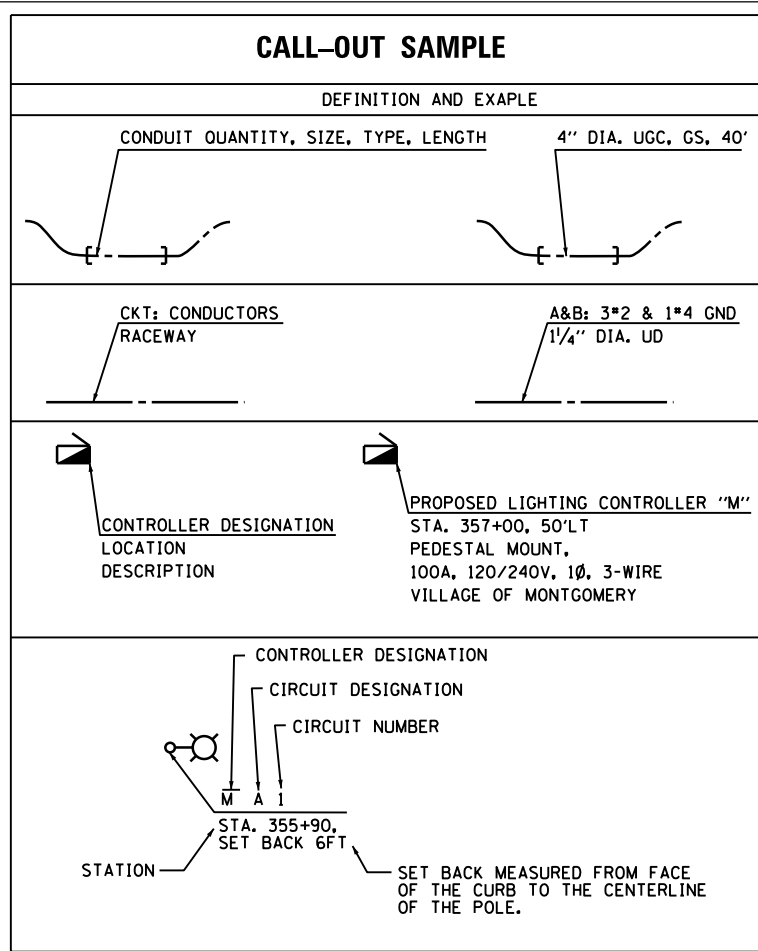 CALL–OUT SAMPLE
DEFINITION AND EXAPLE
CONDUIT QUANTITY, SIZE, TYPE, LENGTH
4'' DIA. UGC, GS, 40'
CKT: CONDUCTORS
RACEWAY
A&B: 3#2 & 1#4 GND
1 1/4'' DIA. UD
CONTROLLER DESIGNATION
LOCATION
DESCRIPTION
PROPOSED LIGHTING CONTROLLER ''M''
STA. 357+00, 50'LT
PEDESTAL MOUNT,
100A, 120/240V, 1Ø, 3-WIRE
VILLAGE OF MONTGOMERY
CONTROLLER DESIGNATION
CIRCUIT DESIGNATION
CIRCUIT NUMBER
M A 1
STA. 355+90,
SET BACK 6FT
STATION
SET BACK MEASURED FROM FACE
OF THE CURB TO THE CENTERLINE
OF THE POLE.